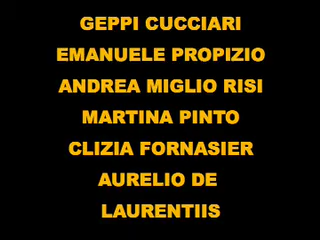 GEPPI CUCCIARI
EMANUELE PROPIZIO
ANDREA MIGLIO RISI
MARTINA PINTO
CLIZIA FORNASIER
AURELIO DE
LAURENTIIS